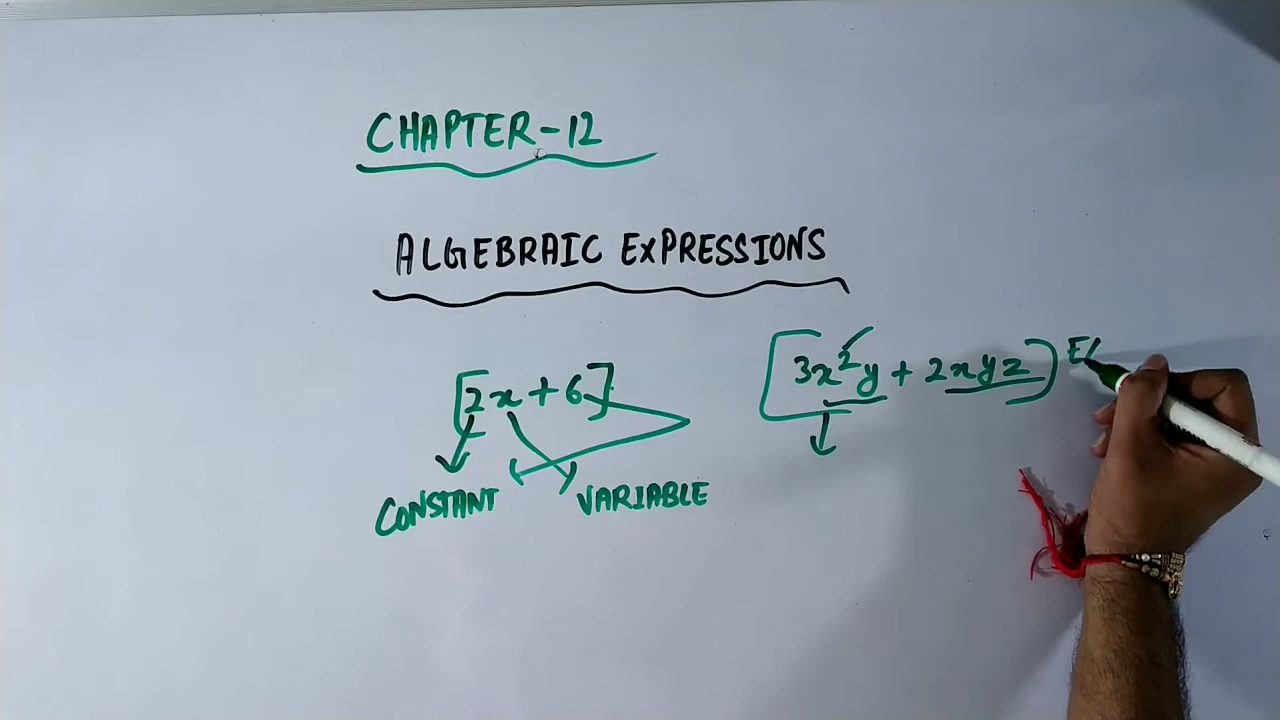 CHAPTER-12
ALGEBRAIC EXPRESSIONS
[2x+6]
[3x²y+2xyz)
CONSTANT
VARIABLE